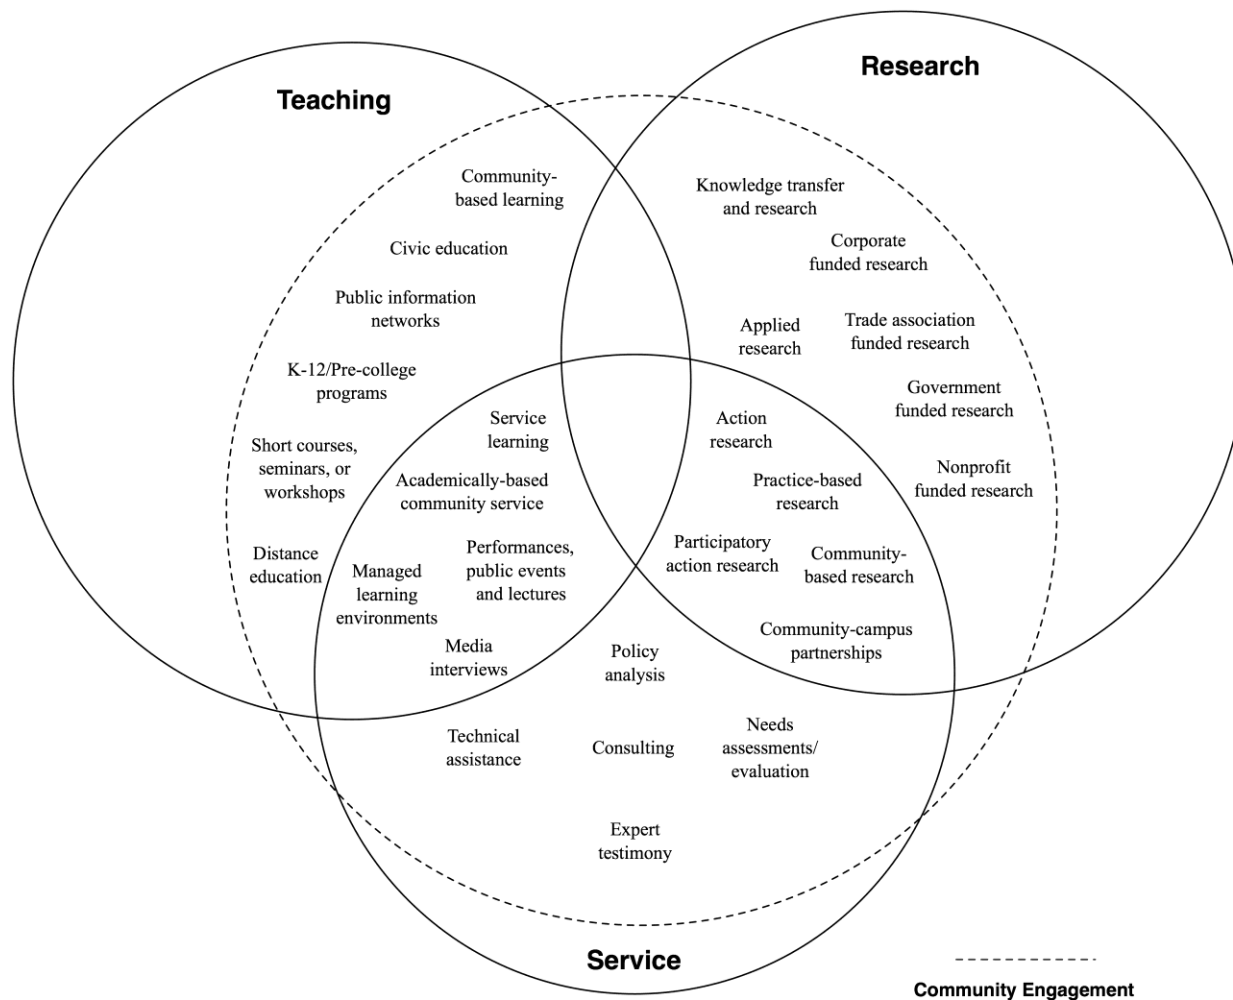 Research
Teaching
Community-
based learning
Knowledge transfer
and research
Civic education
Corporate
funded research
Public information
networks
Applied
research
Trade association
funded research
K-12/Pre-college
programs
Government
funded research
Service
learning
Action
research
Short courses,
seminars, or
workshops
Academically-based
community service
Practice-based
research
Nonprofit
funded research
Distance
education
Managed
learning
environments
Performances,
public events
and lectures
Participatory
action research
Community-
based research
Media
interviews
Policy
analysis
Community-campus
partnerships
Technical
assistance
Consulting
Needs
assessments/
evaluation
Expert
testimony
Service
Community Engagement